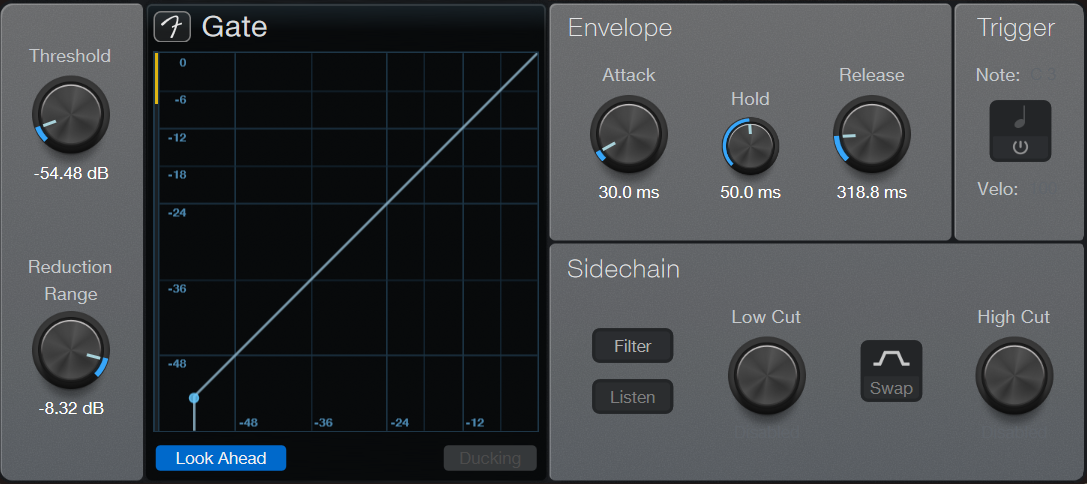 Threshold
-54.48 dB
Reduction
Range
-8.32 dB
Gate
0
-6
-12
-18
-24
-36
-48
-48
-36
-24
-12
Look Ahead
Ducking
Envelope
Attack
30.0 ms
Hold
50.0 ms
Release
318.8 ms
Trigger
Note:
Velo:
Sidechain
Filter
Listen
Low Cut
Disabled
Swap
High Cut
Disabled